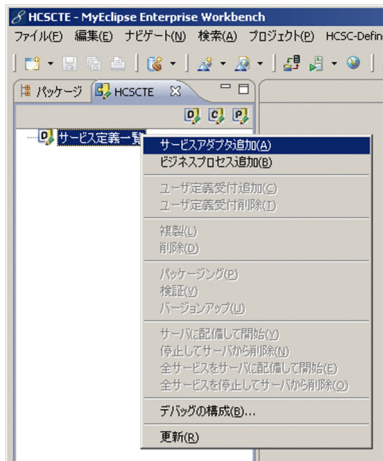 HCSCTE - MyEclipse Enterprise Workbench
ファイル(F) 編集(E) ナビゲート(N) 検索(A) プロジェクト(P) HCSC-Defin
パッケージ HCSCTE
サービス定義一覧
サービスアダプタ追加(A)
ビジネスプロセス追加(B)
ユーザ定義受付追加(C)
ユーザ定義受付削除(T)
複製(L)
削除(D)
パッケージング(P)
検証(V)
バージョンアップ(U)
サーバに配備して開始(Y)
停止してサーバから削除(N)
全サービスをサーバに配備して開始(E)
全サービスを停止してサーバから削除(O)
デバッグの構成(B)...
更新(R)